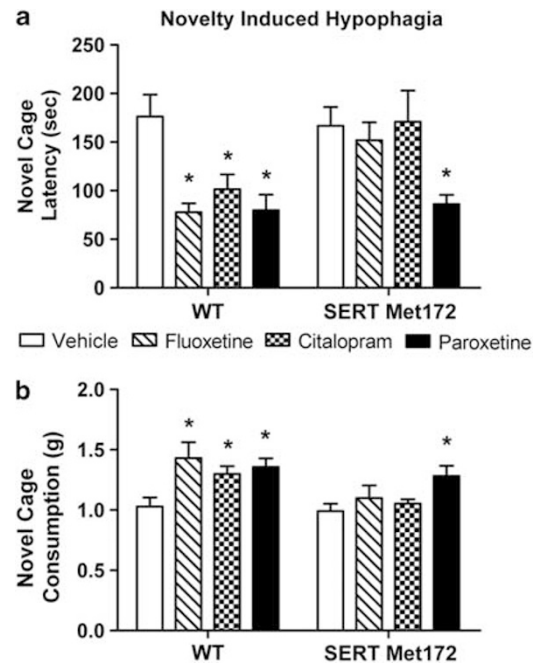 a
Novelty Induced Hypophagia
Novel Cage
Latency (sec)
250
200
150
100
50
0
* * *
*
WT
SERT Met172
Vehicle Fluoxetine Citalopram Paroxetine
b
Novel Cage
Consumption (g)
2.0
1.5
1.0
0.5
0.0
* * *
*
WT
SERT Met172